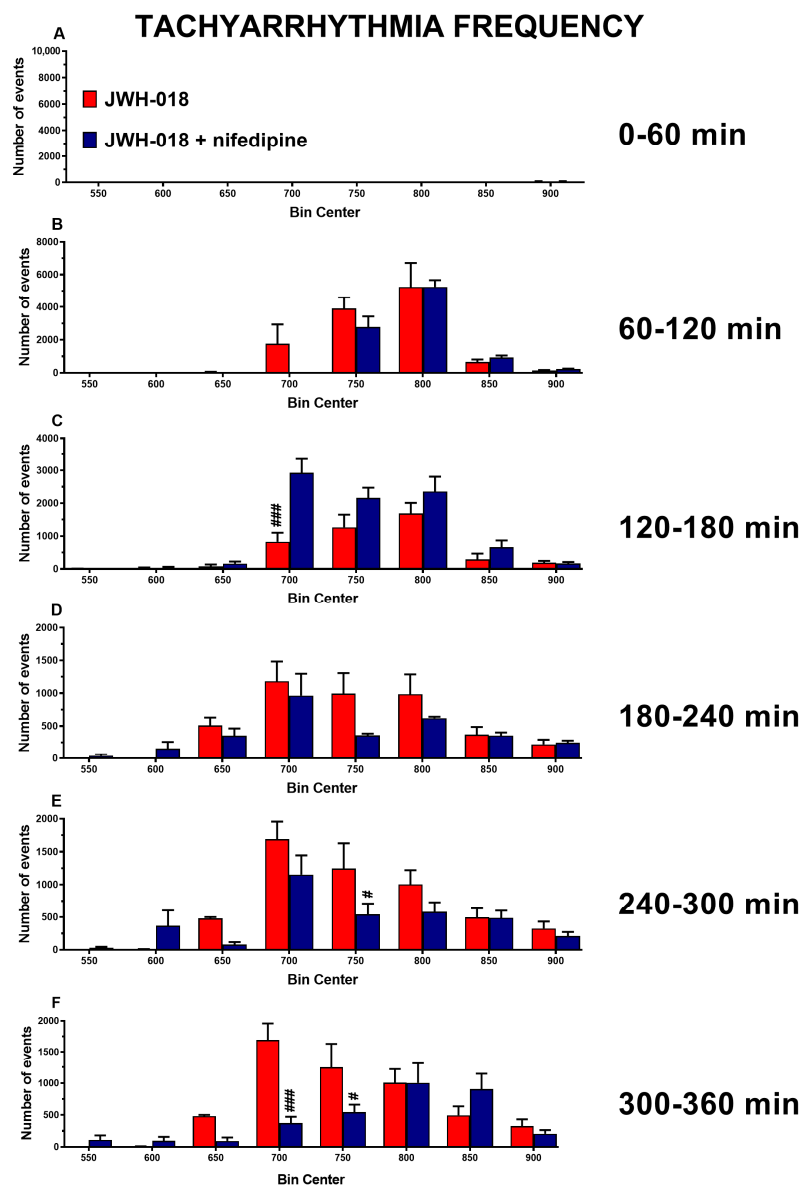 TACHYARRHYTHMIA FREQUENCY
A
Number of events
10,000
8000
6000
4000
2000
0
JWH-018
JWH-018 + nifedipine
550 600 650 700 750 800 850 900
Bin Center
0-60 min
B
Number of events
8000
6000
4000
2000
0
550 600 650 700 750 800 850 900
Bin Center
60-120 min
C
Number of events
4000
3000
2000
1000
0
###
550 600 650 700 750 800 850 900
Bin Center
120-180 min
D
Number of events
2000
1500
1000
500
0
550 600 650 700 750 800 850 900
Bin Center
180-240 min
E
Number of events
2000
1500
1000
500
0
#
550 600 650 700 750 800 850 900
Bin Center
240-300 min
F
Number of events
2000
1500
1000
500
0
###
#
550 600 650 700 750 800 850 900
Bin Center
300-360 min